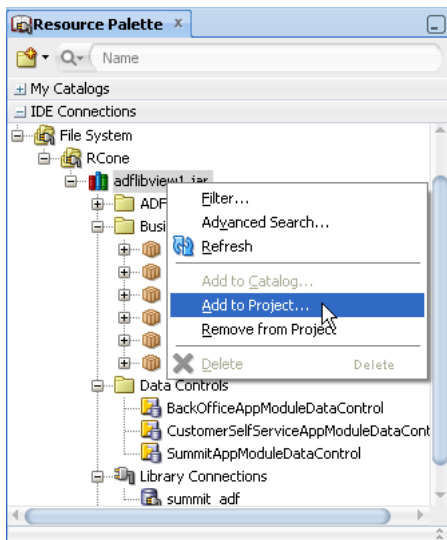 Resource Palette x
Name
My Catalogs
IDE Connections
File System
RCone
adflibview1.jar
ADF
Busi
Filter...
Advanced Search...
Refresh
Add to Catalog...
Add to Project...
Remove from Project
Delete Delete
Data Controls
BackOfficeAppModuleDataControl
CustomerSelfServiceAppModuleDataCont
SummitAppModuleDataControl
Library Connections
summit_adf